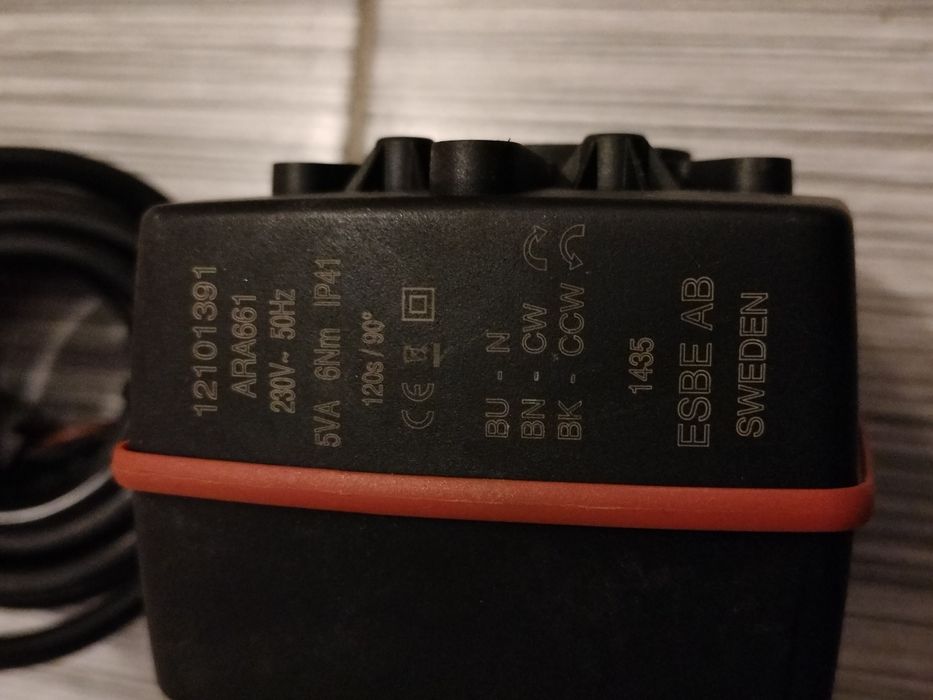 12101391
ARA661
230V~ 50Hz
5VA 6Nm IP41
120s / 90°
CE
BU - N
BN - CW
BK - CCW
1435
ESBE AB
SWEDEN